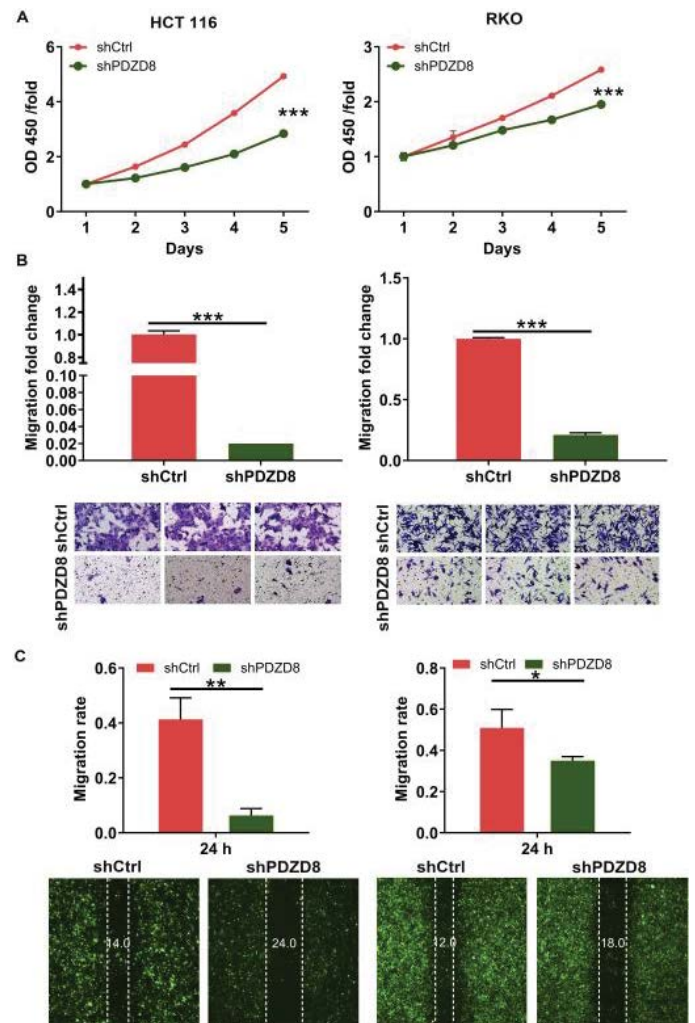 A
HCT 116
RKO
shCtrl
shPDZD8
OD 450 /fold
6
4
2
0
***
1 2 3 4 5
Days
shCtrl
shPDZD8
OD 450 /fold
3
2
1
0
***
1 2 3 4 5
Days
B
Migration fold change
1.4
1.2
1.0
0.8
0.10
0.08
0.06
0.04
0.02
0.00
***
shCtrl shPDZD8
Migration fold change
1.5
1.0
0.5
0.0
***
shCtrl shPDZD8
shPDZD8 shCtrl
shPDZD8 shCtrl
C
shCtrl shPDZD8
Migration rate
0.6
0.4
0.2
0.0
**
24 h
shCtrl shPDZD8
Migration rate
0.8
0.6
0.4
0.2
0.0
*
24 h
shCtrl shPDZD8
14.0 24.0
shCtrl shPDZD8
12.0 18.0